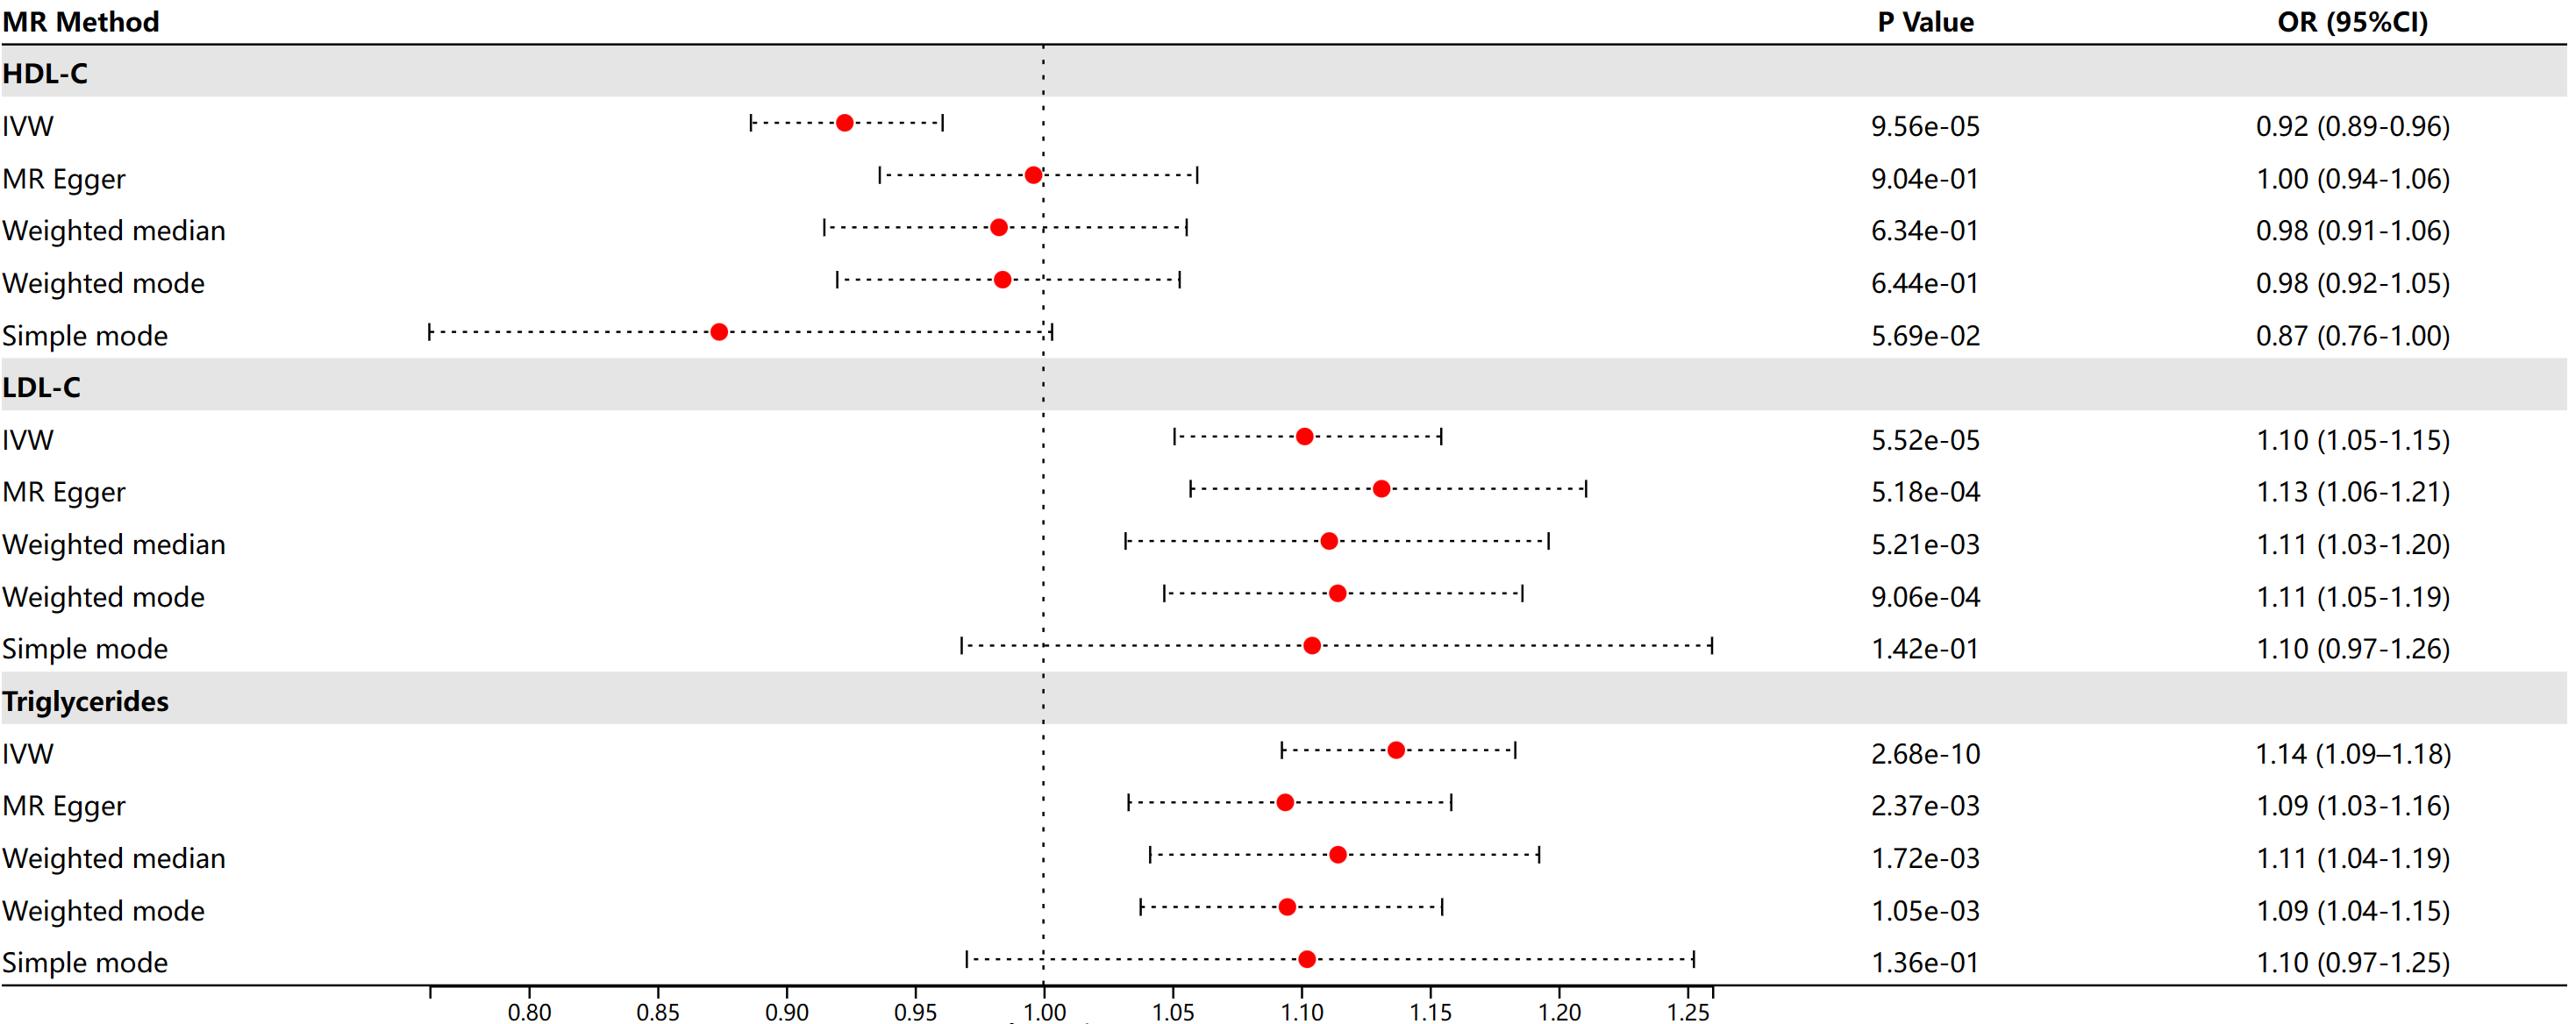 MR Method P Value OR (95%CI)
HDL-C
IVW 9.56e-05 0.92 (0.89-0.96)
MR Egger 9.04e-01 1.00 (0.94-1.06)
Weighted median 6.34e-01 0.98 (0.91-1.06)
Weighted mode 6.44e-01 0.98 (0.92-1.05)
Simple mode 5.69e-02 0.87 (0.76-1.00)
LDL-C
IVW 5.52e-05 1.10 (1.05-1.15)
MR Egger 5.18e-04 1.13 (1.06-1.21)
Weighted median 5.21e-03 1.11 (1.03-1.20)
Weighted mode 9.06e-04 1.11 (1.05-1.19)
Simple mode 1.42e-01 1.10 (0.97-1.26)
Triglycerides
IVW 2.68e-10 1.14 (1.09–1.18)
MR Egger 2.37e-03 1.09 (1.03-1.16)
Weighted median 1.72e-03 1.11 (1.04-1.19)
Weighted mode 1.05e-03 1.09 (1.04-1.15)
Simple mode 1.36e-01 1.10 (0.97-1.25)
0.80 0.85 0.90 0.95 1.00 1.05 1.10 1.15 1.20 1.25